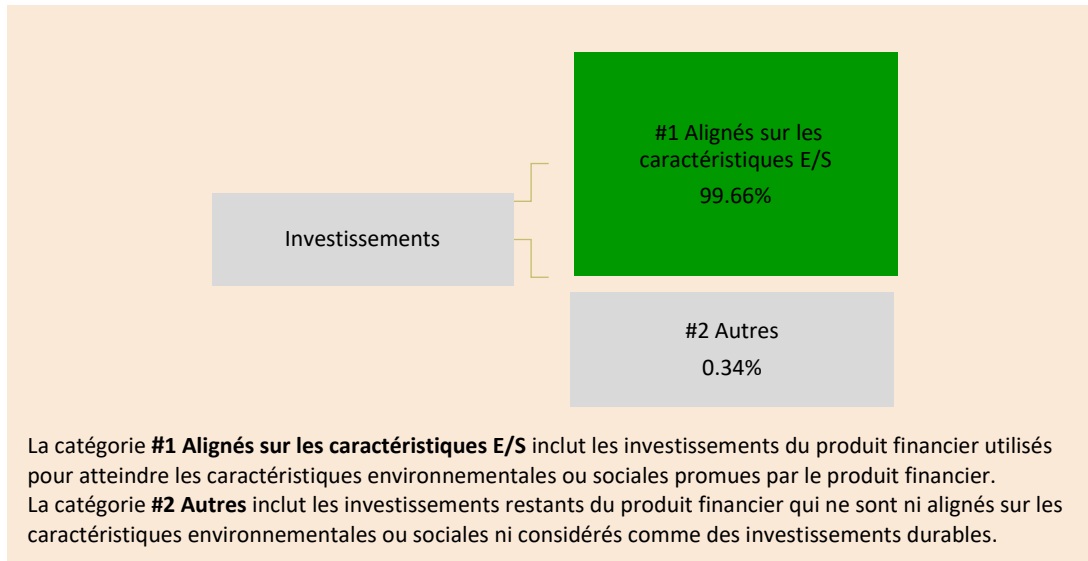 #1 Alignés sur les
caractéristiques E/S
99.66%
Investissements
#2 Autres
0.34%
La catégorie #1 Alignés sur les caractéristiques E/S inclut les investissements du produit financier utilisés
pour atteindre les caractéristiques environnementales ou sociales promues par le produit financier.
La catégorie #2 Autres inclut les investissements restants du produit financier qui ne sont ni alignés sur les
caractéristiques environnementales ou sociales ni considérés comme des investissements durables.